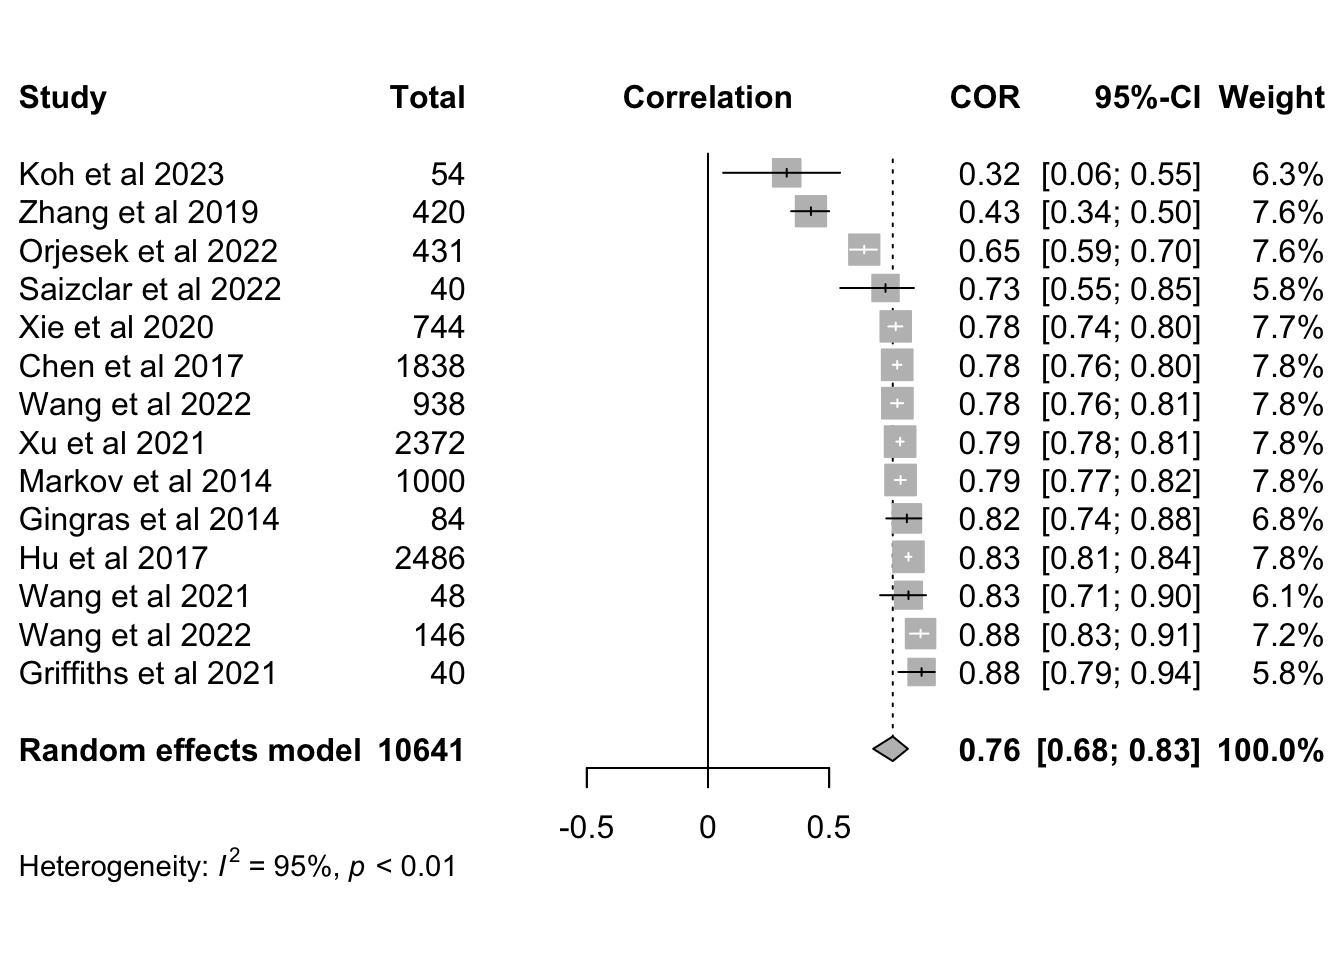 Study Total Correlation COR 95%-CI Weight
Koh et al 2023 54 0.32 [0.06; 0.55] 6.3%
Zhang et al 2019 420 0.43 [0.34; 0.50] 7.6%
Orjesek et al 2022 431 0.65 [0.59; 0.70] 7.6%
Saizclar et al 2022 40 0.73 [0.55; 0.85] 5.8%
Xie et al 2020 744 0.78 [0.74; 0.80] 7.7%
Chen et al 2017 1838 0.78 [0.76; 0.80] 7.8%
Wang et al 2022 938 0.78 [0.76; 0.81] 7.8%
Xu et al 2021 2372 0.79 [0.78; 0.81] 7.8%
Markov et al 2014 1000 0.79 [0.77; 0.82] 7.8%
Gingras et al 2014 84 0.82 [0.74; 0.88] 6.8%
Hu et al 2017 2486 0.83 [0.81; 0.84] 7.8%
Wang et al 2021 48 0.83 [0.71; 0.90] 6.1%
Wang et al 2022 146 0.88 [0.83; 0.91] 7.2%
Griffiths et al 2021 40 0.88 [0.79; 0.94] 5.8%
Random effects model 10641 0.76 [0.68; 0.83] 100.0%
-0.5 0 0.5
Heterogeneity: I² = 95%, p < 0.01